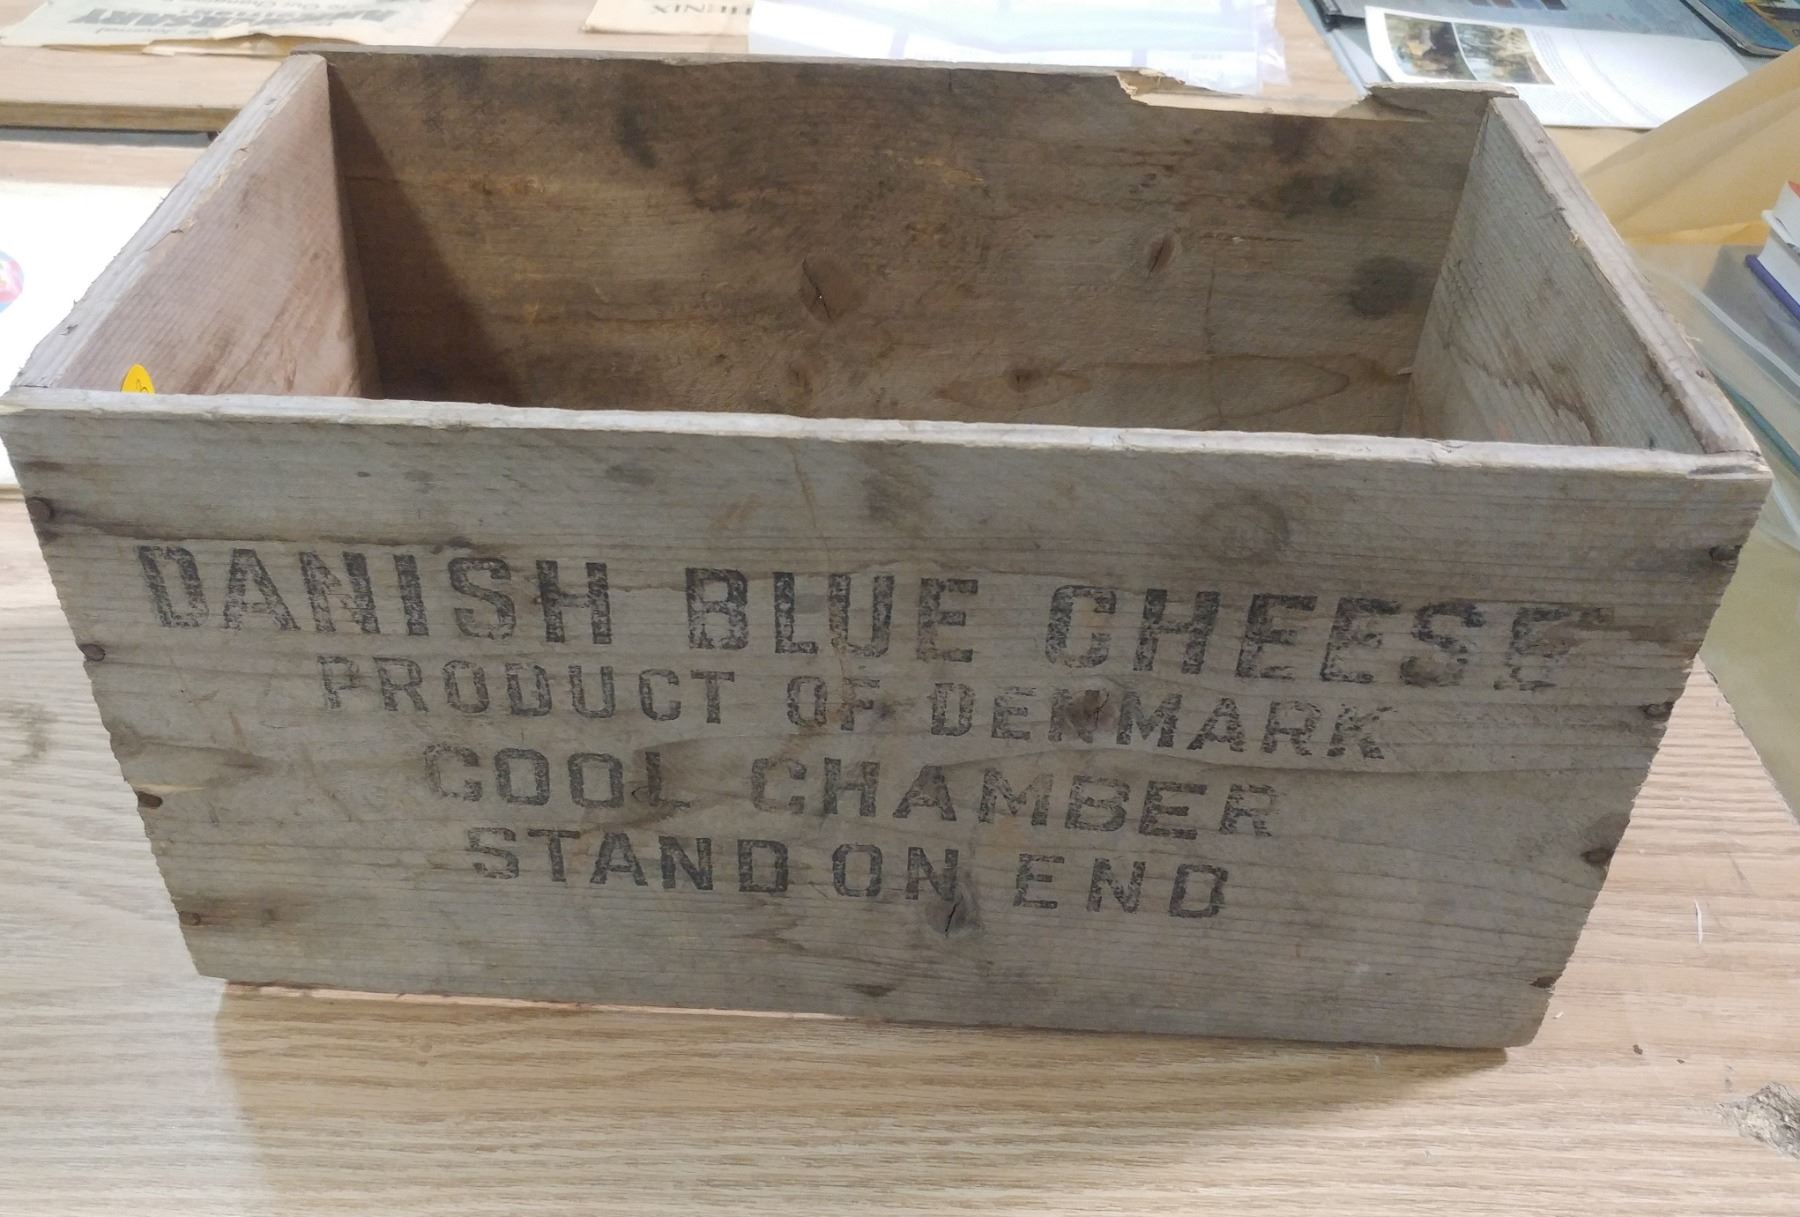 DANISH BLUE CHEESE
PRODUCT OF DENMARK
COOL CHAMBER
STAND ON END